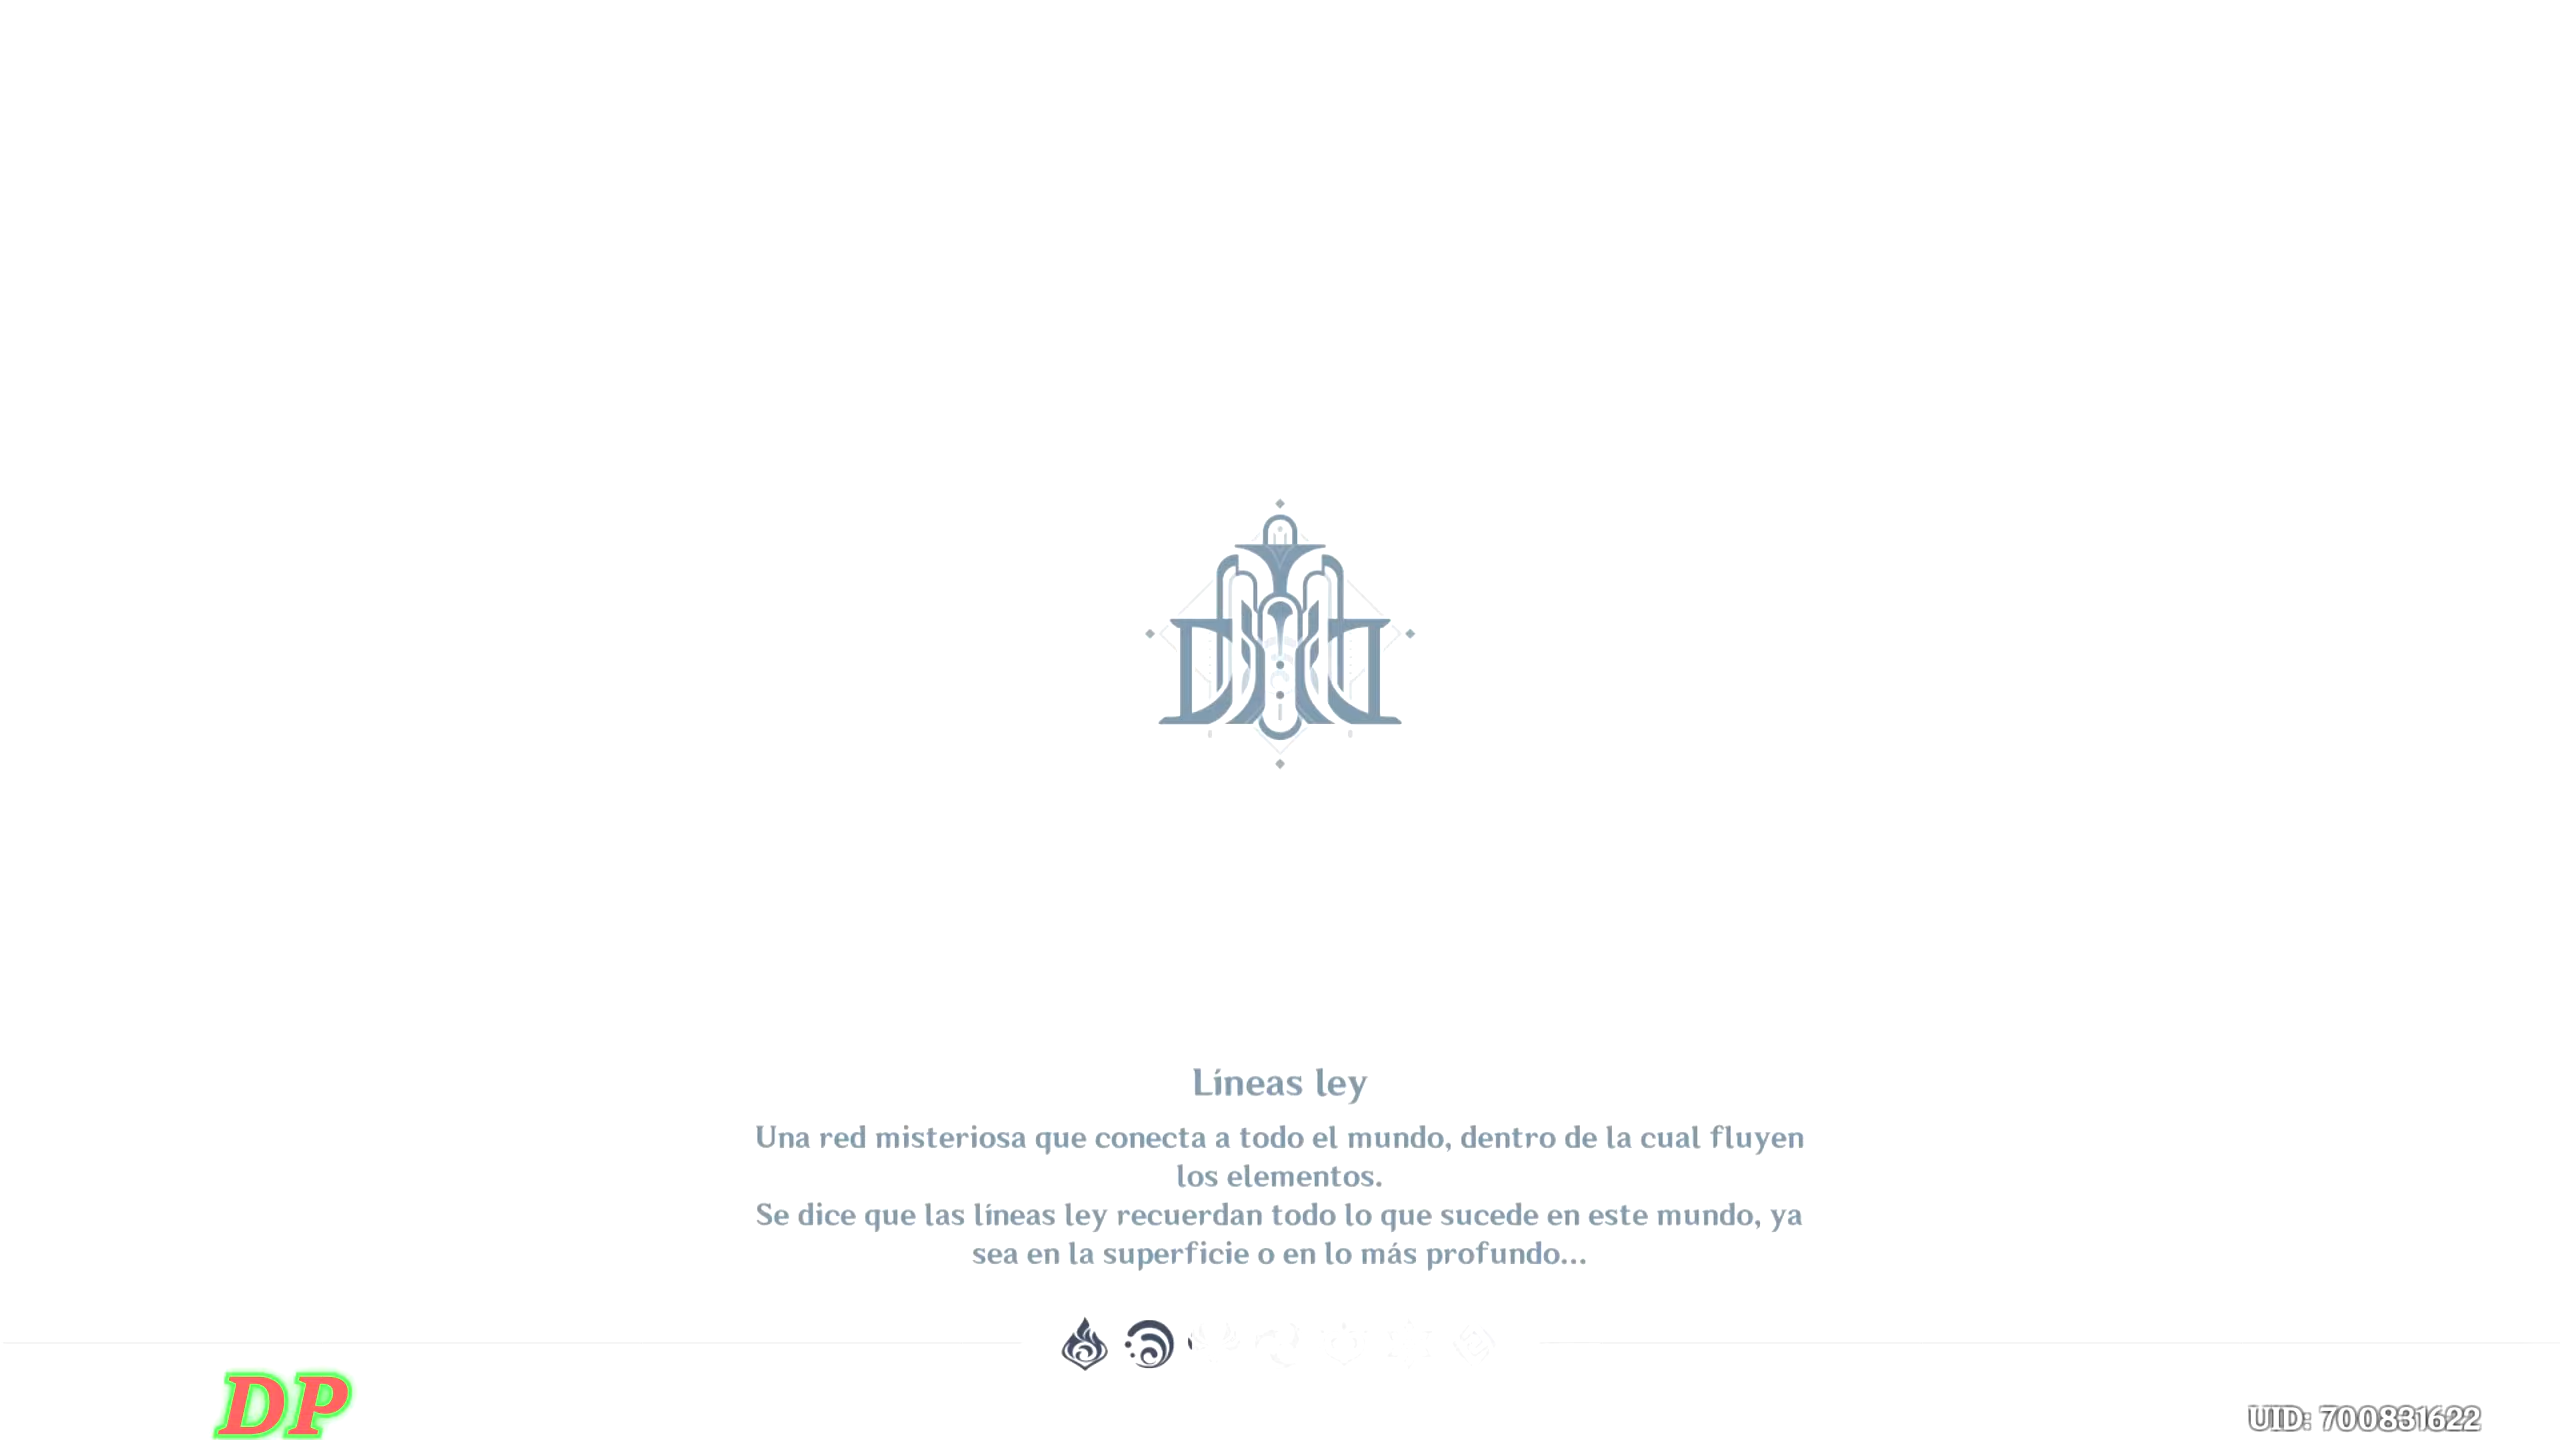 Líneas ley
Una red misteriosa que conecta a todo el mundo, dentro de la cual fluyen
los elementos.
Se dice que las líneas ley recuerdan todo lo que sucede en este mundo, ya
sea en la superficie o en lo más profundo...
DP
UID: 700831622